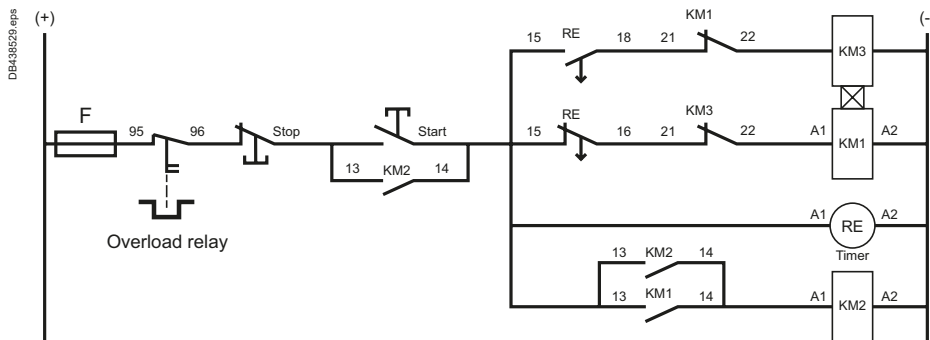 DB438529.eps
(+)
(-
KM1
15 RE 18 21 22
KM3
F
95 96 Stop Start
15 RE 16 21 KM3 22 A1 KM1 A2
13 KM2 14
Overload relay
A1 RE A2
Timer
13 KM2 14
13 KM1 14 A1 KM2 A2